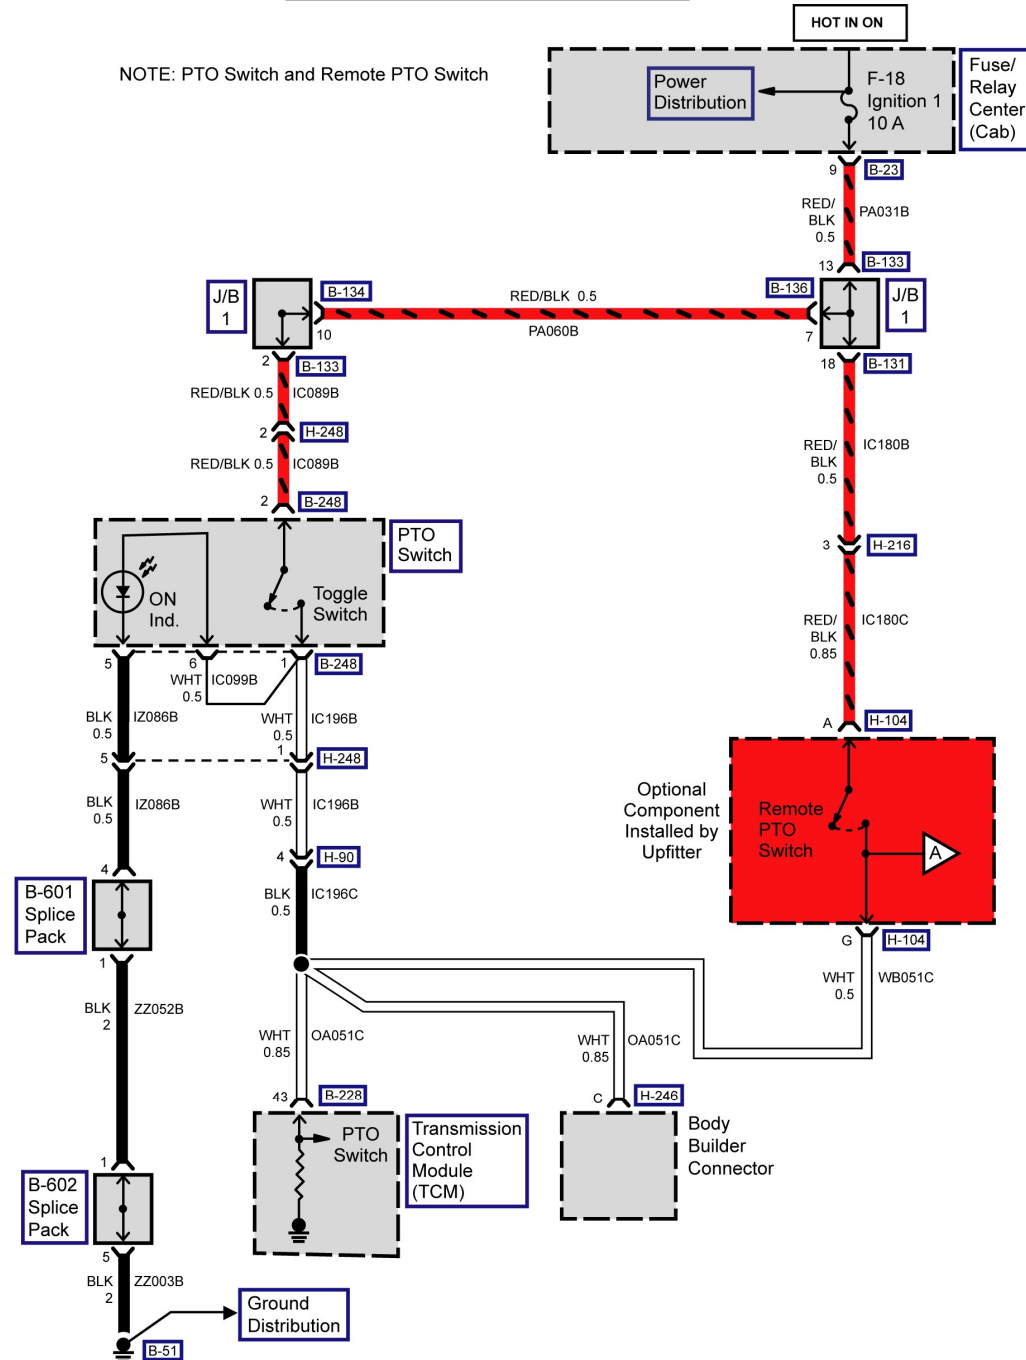 HOT IN ON
NOTE: PTO Switch and Remote PTO Switch
Power
Distribution
F-18
Ignition 1
10 A
Fuse/
Relay
Center
(Cab)
9
B-23
RED/
BLK
0.5
PA031B
13
B-133
J/B
1
B-134
10
RED/BLK 0.5
PA060B
B-136
7
J/B
1
2
B-133
18
B-131
RED/BLK 0.5
IC089B
2
H-248
RED/BLK 0.5
IC089B
2
B-248
RED/
BLK
0.5
IC180B
3
H-216
RED/
BLK
0.85
IC180C
A
H-104
PTO
Switch
ON
Ind.
Toggle
Switch
5
6
1
B-248
WHT
0.5
IC099B
BLK
0.5
IZ086B
WHT
0.5
IC196B
5
1
H-248
BLK
0.5
IZ086B
WHT
0.5
IC196B
4
H-90
BLK
0.5
IC196C
Optional
Component
Installed by
Upfitter
Remote
PTO
Switch
A
G
H-104
WHT
0.5
WB051C
4
B-601
Splice
Pack
1
BLK
2
ZZ052B
WHT
0.85
OA051C
WHT
0.85
OA051C
43
B-228
C
H-246
PTO
Switch
Transmission
Control
Module
(TCM)
Body
Builder
Connector
1
B-602
Splice
Pack
5
BLK
2
ZZ003B
Ground
Distribution
B-51